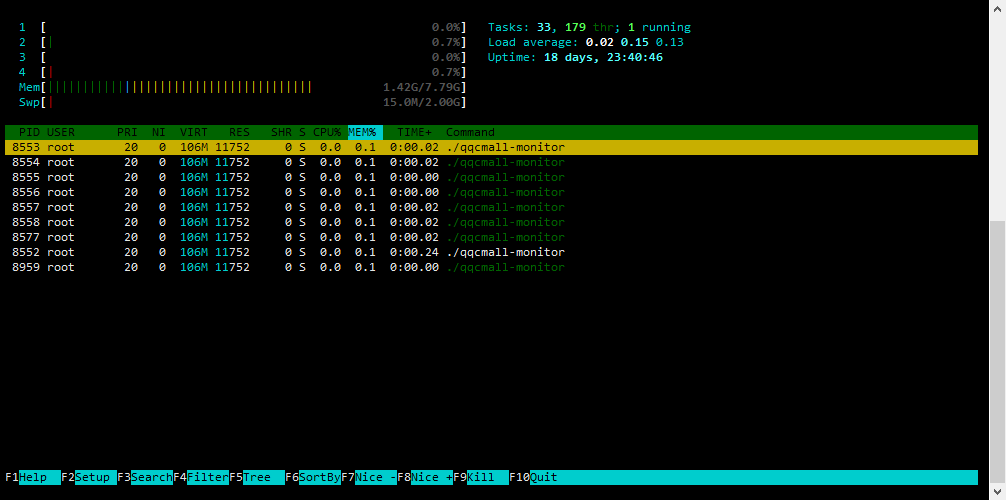 1 [ 0.0%] Tasks: 33, 179 thr; 1 running
2 [| 0.7%] Load average: 0.02 0.15 0.13
3 [ 0.0%] Uptime: 18 days, 23:40:46
4 [| 0.7%]
Mem[||||||||||||||||||||||||||||||||||||||| 1.42G/7.79G]
Swp[| 15.0M/2.00G]
PID USER PRI NI VIRT RES SHR S CPU% MEM% TIME+ Command
8553 root 20 0 106M 11752 0 S 0.0 0.1 0:00.02 ./qqcmall-monitor
8554 root 20 0 106M 11752 0 S 0.0 0.1 0:00.02 ./qqcmall-monitor
8555 root 20 0 106M 11752 0 S 0.0 0.1 0:00.00 ./qqcmall-monitor
8556 root 20 0 106M 11752 0 S 0.0 0.1 0:00.00 ./qqcmall-monitor
8557 root 20 0 106M 11752 0 S 0.0 0.1 0:00.02 ./qqcmall-monitor
8558 root 20 0 106M 11752 0 S 0.0 0.1 0:00.02 ./qqcmall-monitor
8577 root 20 0 106M 11752 0 S 0.0 0.1 0:00.02 ./qqcmall-monitor
8552 root 20 0 106M 11752 0 S 0.0 0.1 0:00.24 ./qqcmall-monitor
8959 root 20 0 106M 11752 0 S 0.0 0.1 0:00.00 ./qqcmall-monitor
F1Help F2Setup F3SearchF4FilterF5Tree F6SortByF7Nice -F8Nice +F9Kill F10Quit